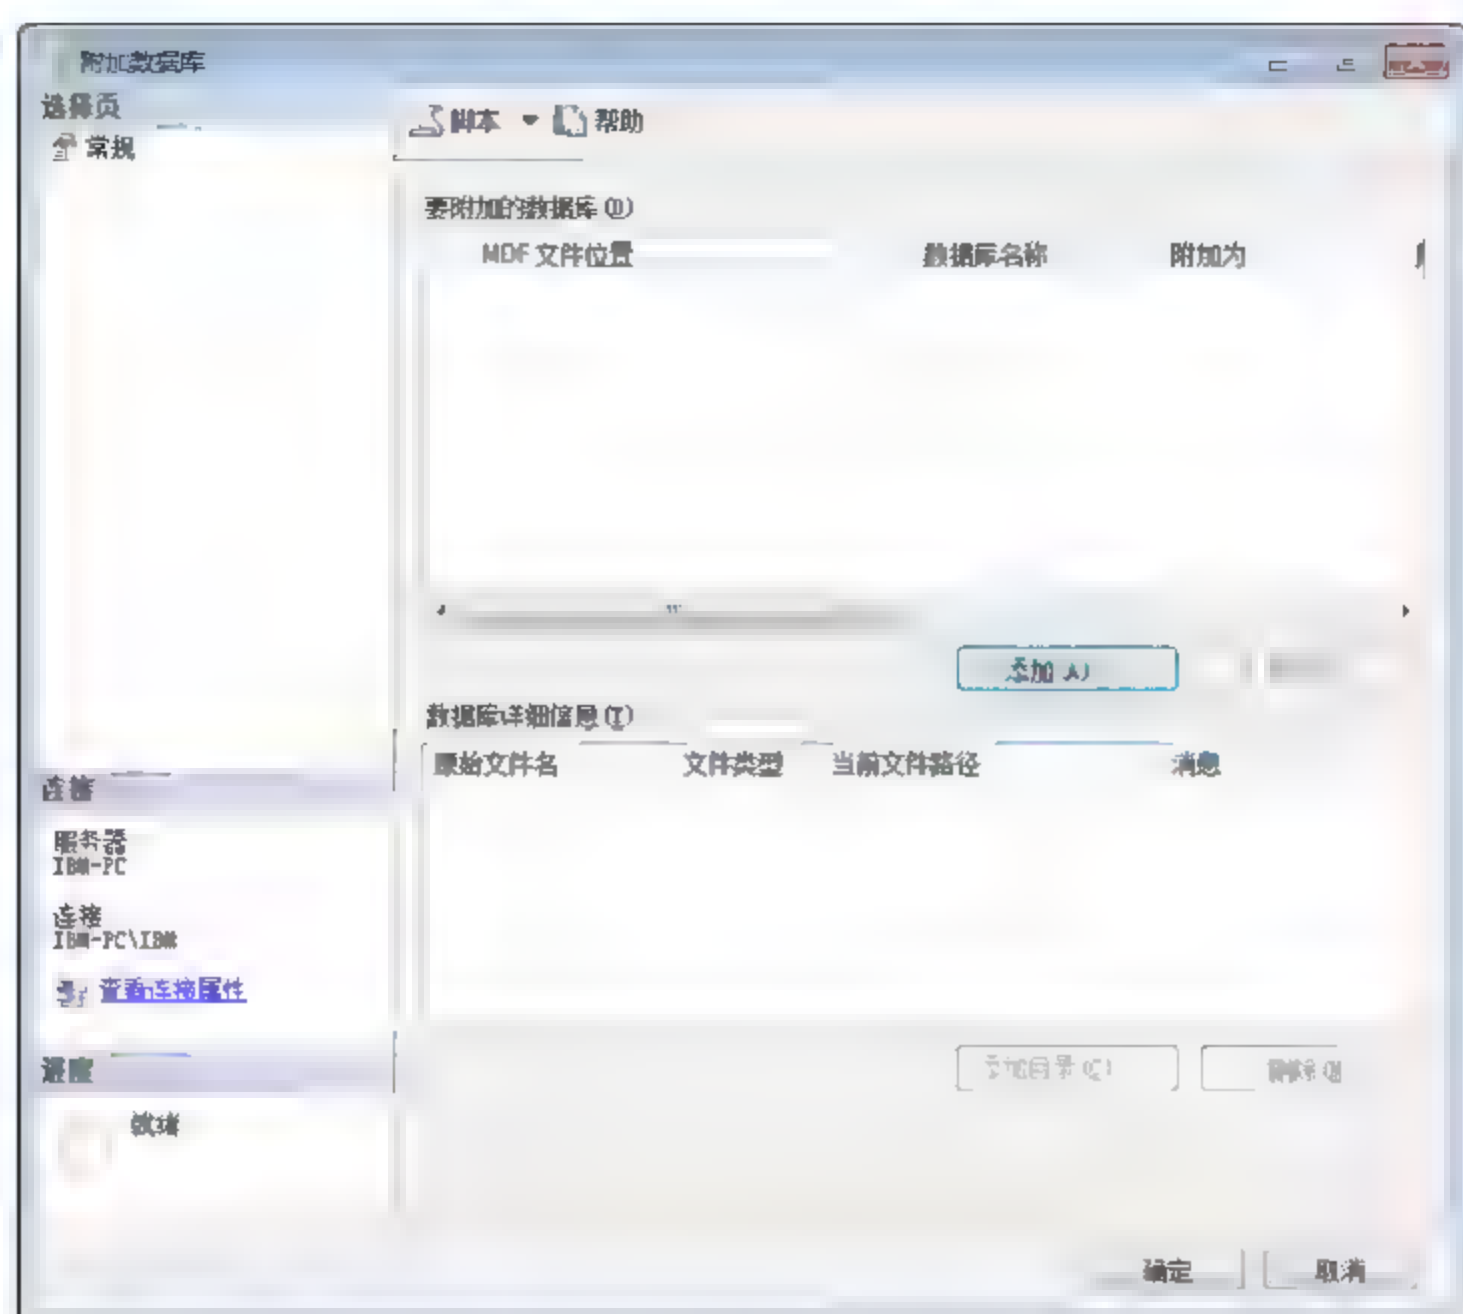 附加数据库
选择页
常规
脚本 帮助
要附加的数据库(D)
MDF 文件位置 数据库名称 附加为
添加(A)
数据库详细信息(T)
原始文件名 文件类型 当前文件路径 消息
连接
服务器
IBM-PC
连接
IBM-PC\IBM
查看连接属性
进度
就绪
添加目录(C)
确定 取消